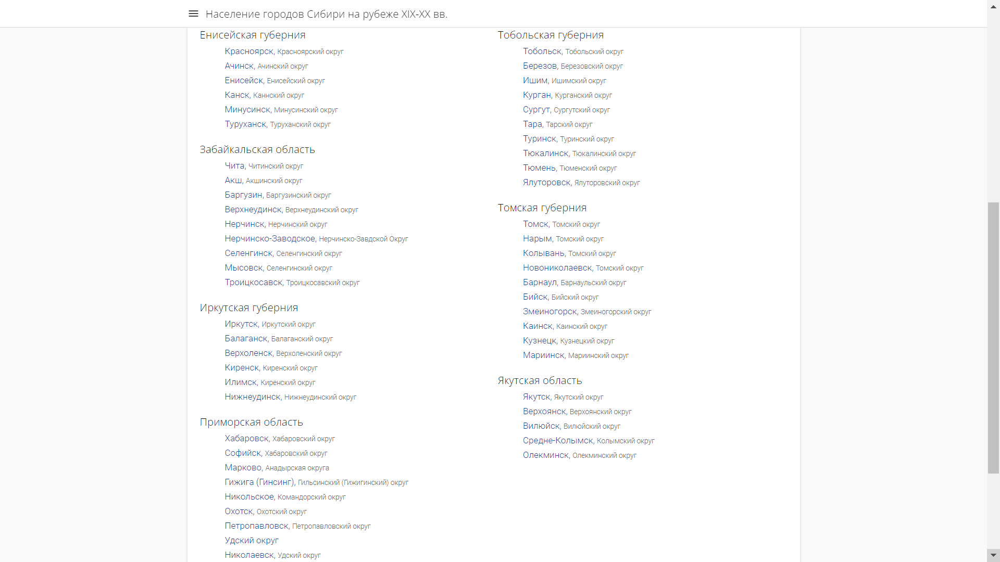 Население городов Сибири на рубеже XIX-XX вв.
Енисейская губерния
Красноярск, Красноярский округ
Ачинск, Ачинский округ
Енисейск, Енисейский округ
Канск, Каннский округ
Минусинск, Минусинский округ
Туруханск, Туруханский округ
Забайкальская область
Чита, Читинский округ
Акш, Акшинский округ
Баргузин, Баргузинский округ
Верхнеудинск, Верхнеудинский округ
Нерчинск, Нерчинский округ
Нерчинско-Заводское, Нерчинско-Завдской Округ
Селенгинск, Селенгинский округ
Мысовск, Селенгинский округ
Троицкосавск, Троицкосавский округ
Иркутская губерния
Иркутск, Иркутский округ
Балаганск, Балаганский округ
Верхоленск, Верхоленский округ
Киренск, Киренский округ
Илимск, Киренский округ
Нижнеудинск, Нижнеудинский округ
Приморская область
Хабаровск, Хабаровский округ
Софийск, Хабаровский округ
Марково, Анадырская округа
Гижига (Гинсинг), Гильсинский (Гижигинский) округ
Никольское, Командорский округ
Охотск, Охотский округ
Петропавловск, Петропавловский округ
Удский округ
Николаевск, Удский округ
Тобольская губерния
Тобольск, Тобольский округ
Березов, Березовский округ
Ишим, Ишимский округ
Курган, Курганский округ
Сургут, Сургутский округ
Тара, Тарский округ
Туринск, Туринский округ
Тюкалинск, Тюкалинский округ
Тюмень, Тюменский округ
Ялуторовск, Ялуторовский округ
Томская губерния
Томск, Томский округ
Нарым, Томский округ
Колывань, Томский округ
Новониколаевск, Томский округ
Барнаул, Барнаульский округ
Бийск, Бийский округ
Змеиногорск, Змеиногорский округ
Каинск, Каинский округ
Кузнецк, Кузнецкий округ
Мариинск, Мариинский округ
Якутская область
Якутск, Якутский округ
Верхоянск, Верхоянский округ
Вилюйск, Вилюйский округ
Средне-Колымск, Колымский округ
Олекминск, Олекминский округ